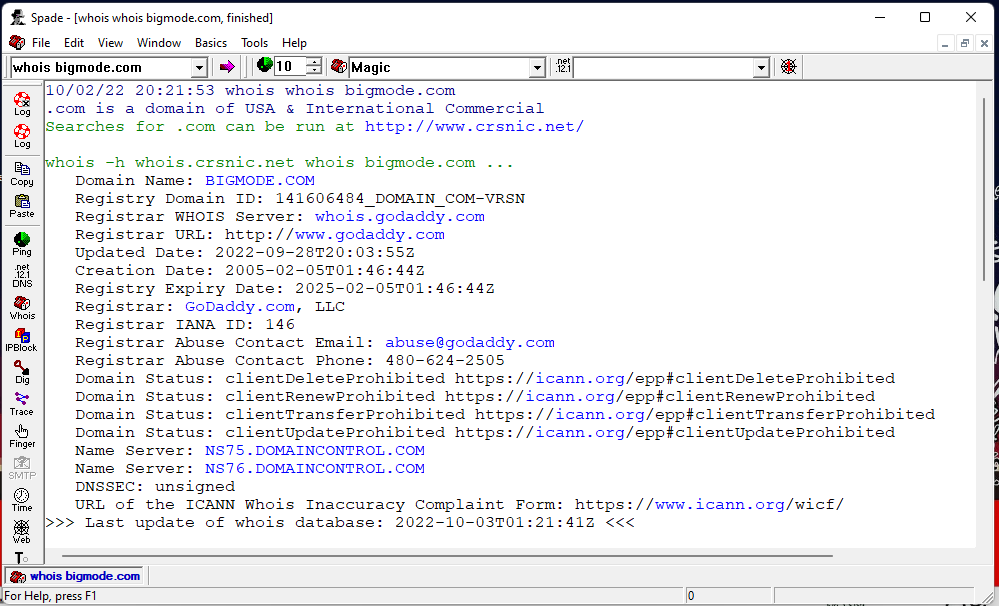 Spade - [whois whois bigmode.com, finished]
File Edit View Window Basics Tools Help
whois bigmode.com 10 Magic .net .12.1
10/02/22 20:21:53 whois whois bigmode.com
.com is a domain of USA & International Commercial
Searches for .com can be run at http://www.crsnic.net/
whois -h whois.crsnic.net whois bigmode.com ...
Domain Name: BIGMODE.COM
Registry Domain ID: 141606484_DOMAIN_COM-VRSN
Registrar WHOIS Server: whois.godaddy.com
Registrar URL: http://www.godaddy.com
Updated Date: 2022-09-28T20:03:55Z
Creation Date: 2005-02-05T01:46:44Z
Registry Expiry Date: 2025-02-05T01:46:44Z
Registrar: GoDaddy.com, LLC
Registrar IANA ID: 146
Registrar Abuse Contact Email: abuse@godaddy.com
Registrar Abuse Contact Phone: 480-624-2505
Domain Status: clientDeleteProhibited https://icann.org/epp#clientDeleteProhibited
Domain Status: clientRenewProhibited https://icann.org/epp#clientRenewProhibited
Domain Status: clientTransferProhibited https://icann.org/epp#clientTransferProhibited
Domain Status: clientUpdateProhibited https://icann.org/epp#clientUpdateProhibited
Name Server: NS75.DOMAINCONTROL.COM
Name Server: NS76.DOMAINCONTROL.COM
DNSSEC: unsigned
URL of the ICANN Whois Inaccuracy Complaint Form: https://www.icann.org/wicf/
>>> Last update of whois database: 2022-10-03T01:21:41Z <<<
Log
Log
Copy
Paste
Ping
.net
.12.1
DNS
Whois
IPBlock
Dig
Trace
Finger
SMTP
Time
Web
whois bigmode.com
For Help, press F1 0